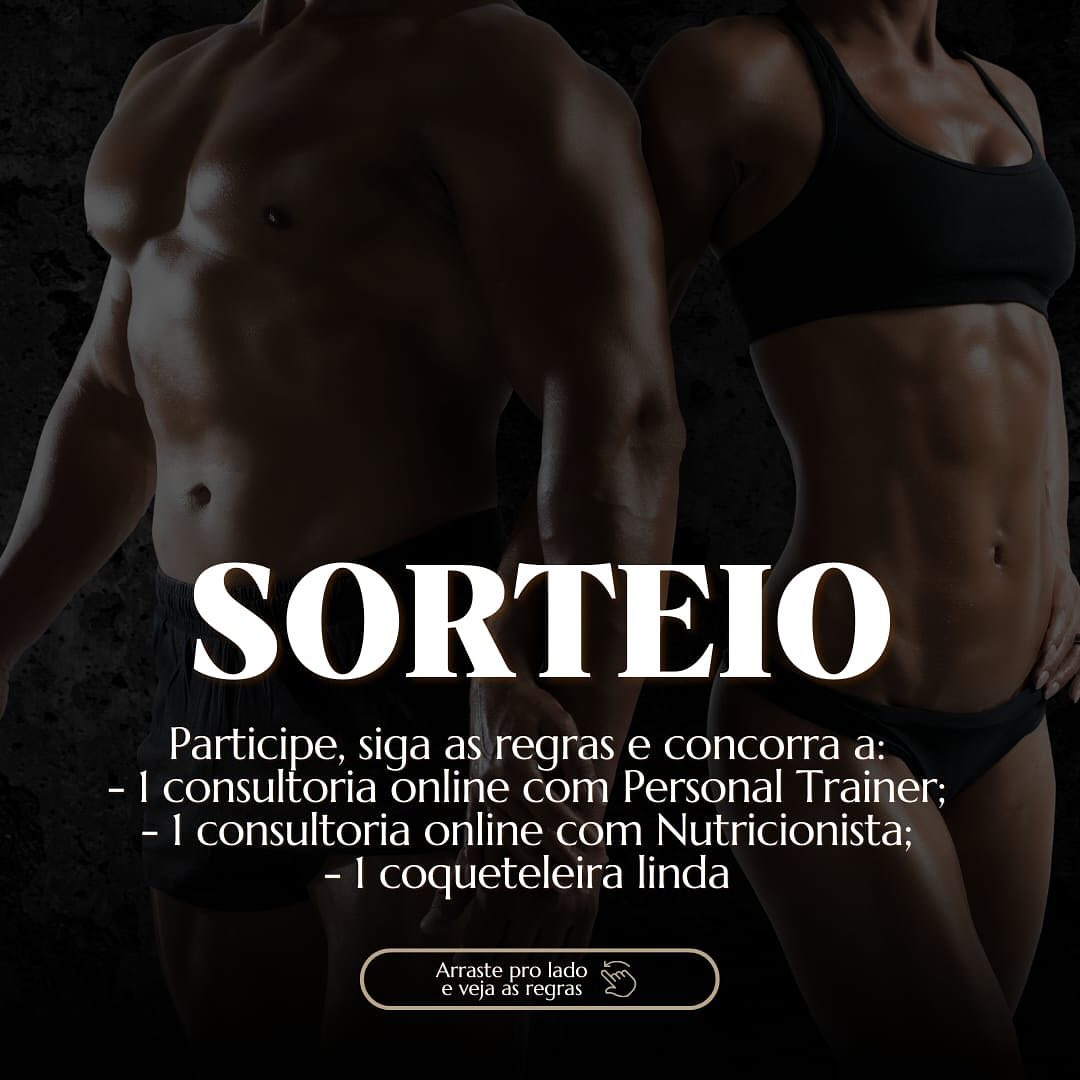 SORTEIO
Participe, siga as regras e concorra a:
- 1 consultoria online com Personal Trainer;
- 1 consultoria online com Nutricionista;
- 1 coqueteleira linda
Arraste pro lado
e veja as regras